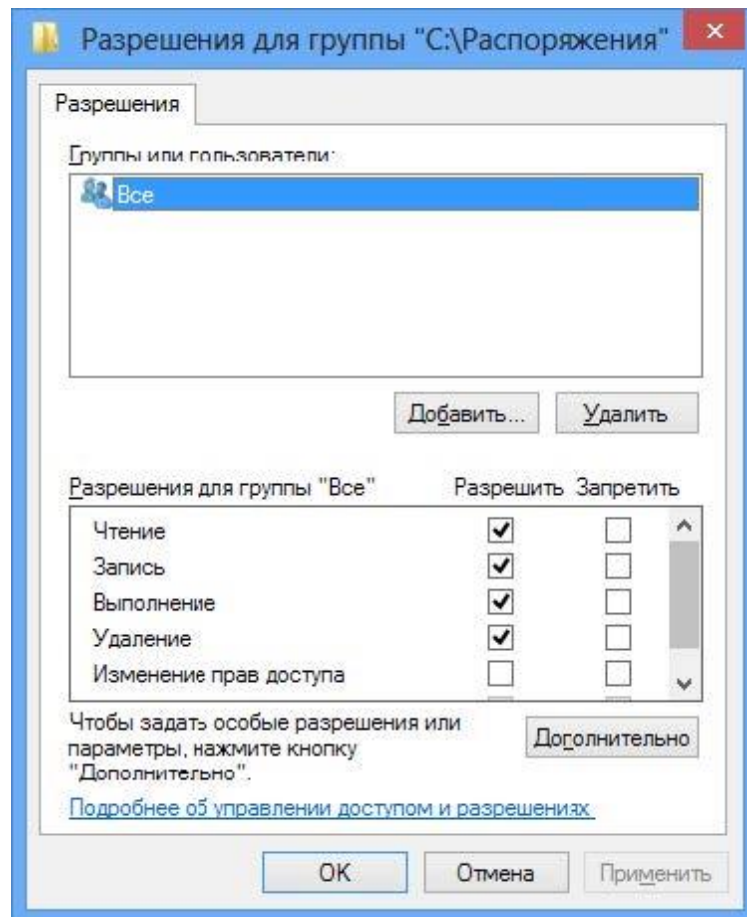 Разрешения для группы "C:\Распоряжения"
Разрешения
Группы или пользователи:
Все
Добавить... Удалить
Разрешения для группы "Все" Разрешить Запретить
Чтение
Запись
Выполнение
Удаление
Изменение прав доступа
Чтобы задать особые разрешения или
параметры, нажмите кнопку
"Дополнительно".
Дополнительно
Подробнее об управлении доступом и разрешениях
OK Отмена Применить